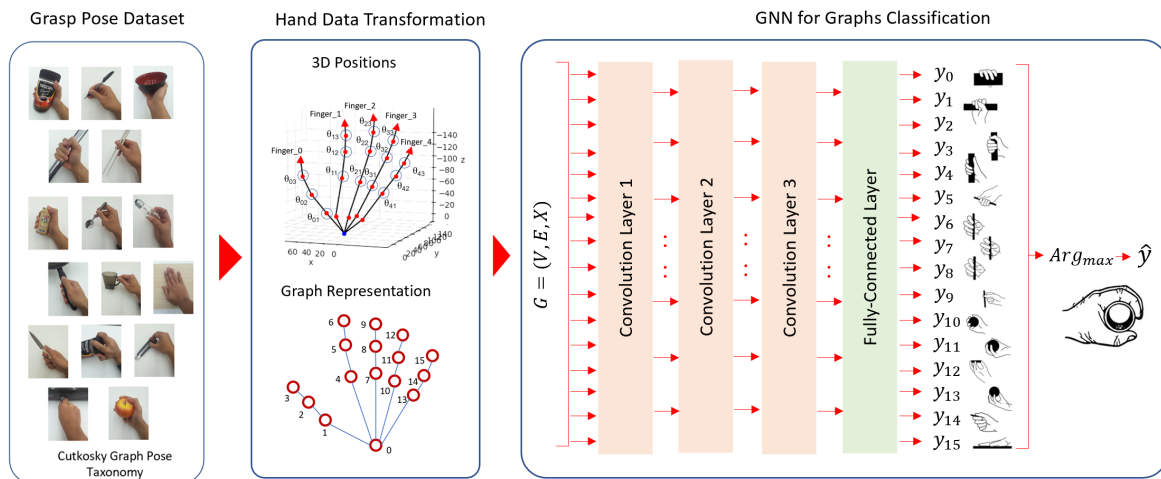 Grasp Pose Dataset
Cutkosky Graph Pose
Taxonomy
Hand Data Transformation
3D Positions
Finger_0
Finger_1
Finger_2
Finger_3
Finger_4
θ03
θ02
θ01
θ13
θ12
θ11
θ23
θ22
θ21
θ33
θ32
θ31
θ43
θ42
θ41
−140
−120
−100
−80
−60
−40
−20
0
z
60 40 20 0
x
y
Graph Representation
6
9
12
5
8
11
15
3
4
7
10
14
2
13
1
0
GNN for Graphs Classification
G = (V, E, X)
Convolution Layer 1
Convolution Layer 2
Convolution Layer 3
Fully-Connected Layer
y0
y1
y2
y3
y4
y5
y6
y7
y8
y9
y10
y11
y12
y13
y14
y15
Argmax
ŷ